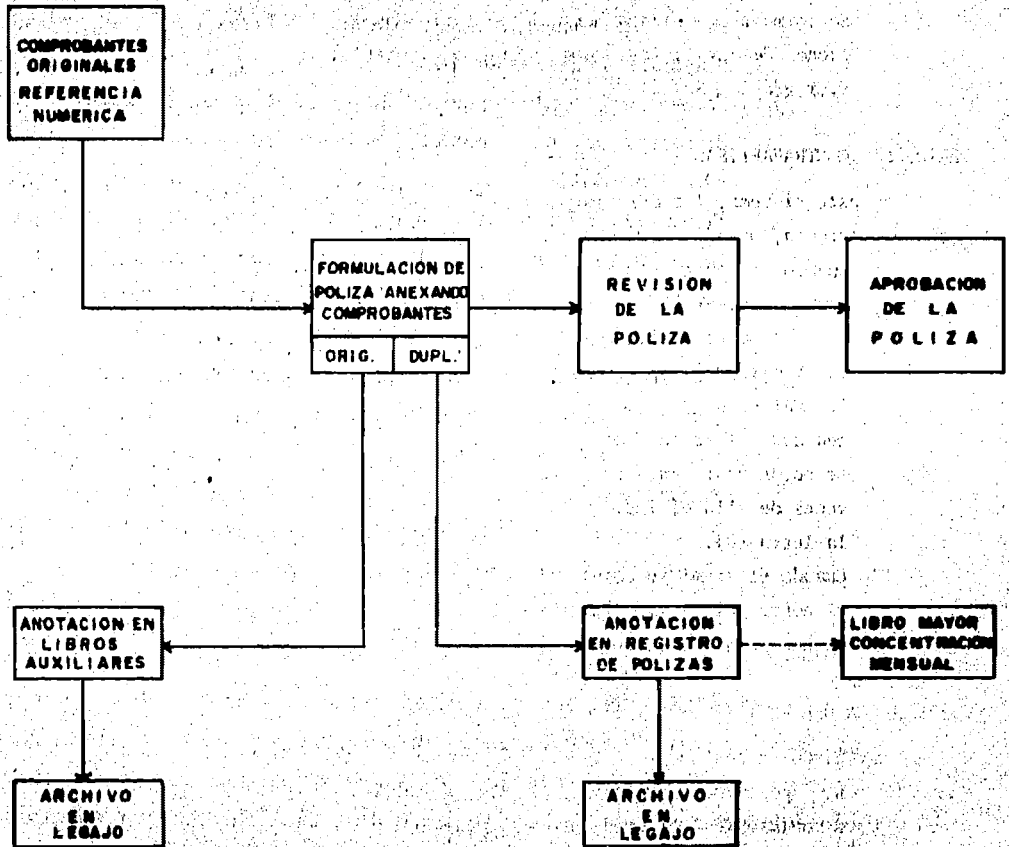 COMPROBANTES
ORIGINALES
REFERENCIA
NUMERICA
FORMULACIÓN DE
POLIZA ANEXANDO
COMPROBANTES
ORIG.
DUPL.
REVISION
DE LA
POLIZA
APROBACION
DE LA
POLIZA
ANOTACION EN
LIBROS
AUXILIARES
ANOTACION
EN REGISTRO
DE POLIZAS
LIBRO MAYOR
CONCENTRACION
MENSUAL
ARCHIVO
EN
LEGAJO
ARCHIVO
EN
LEGAJO